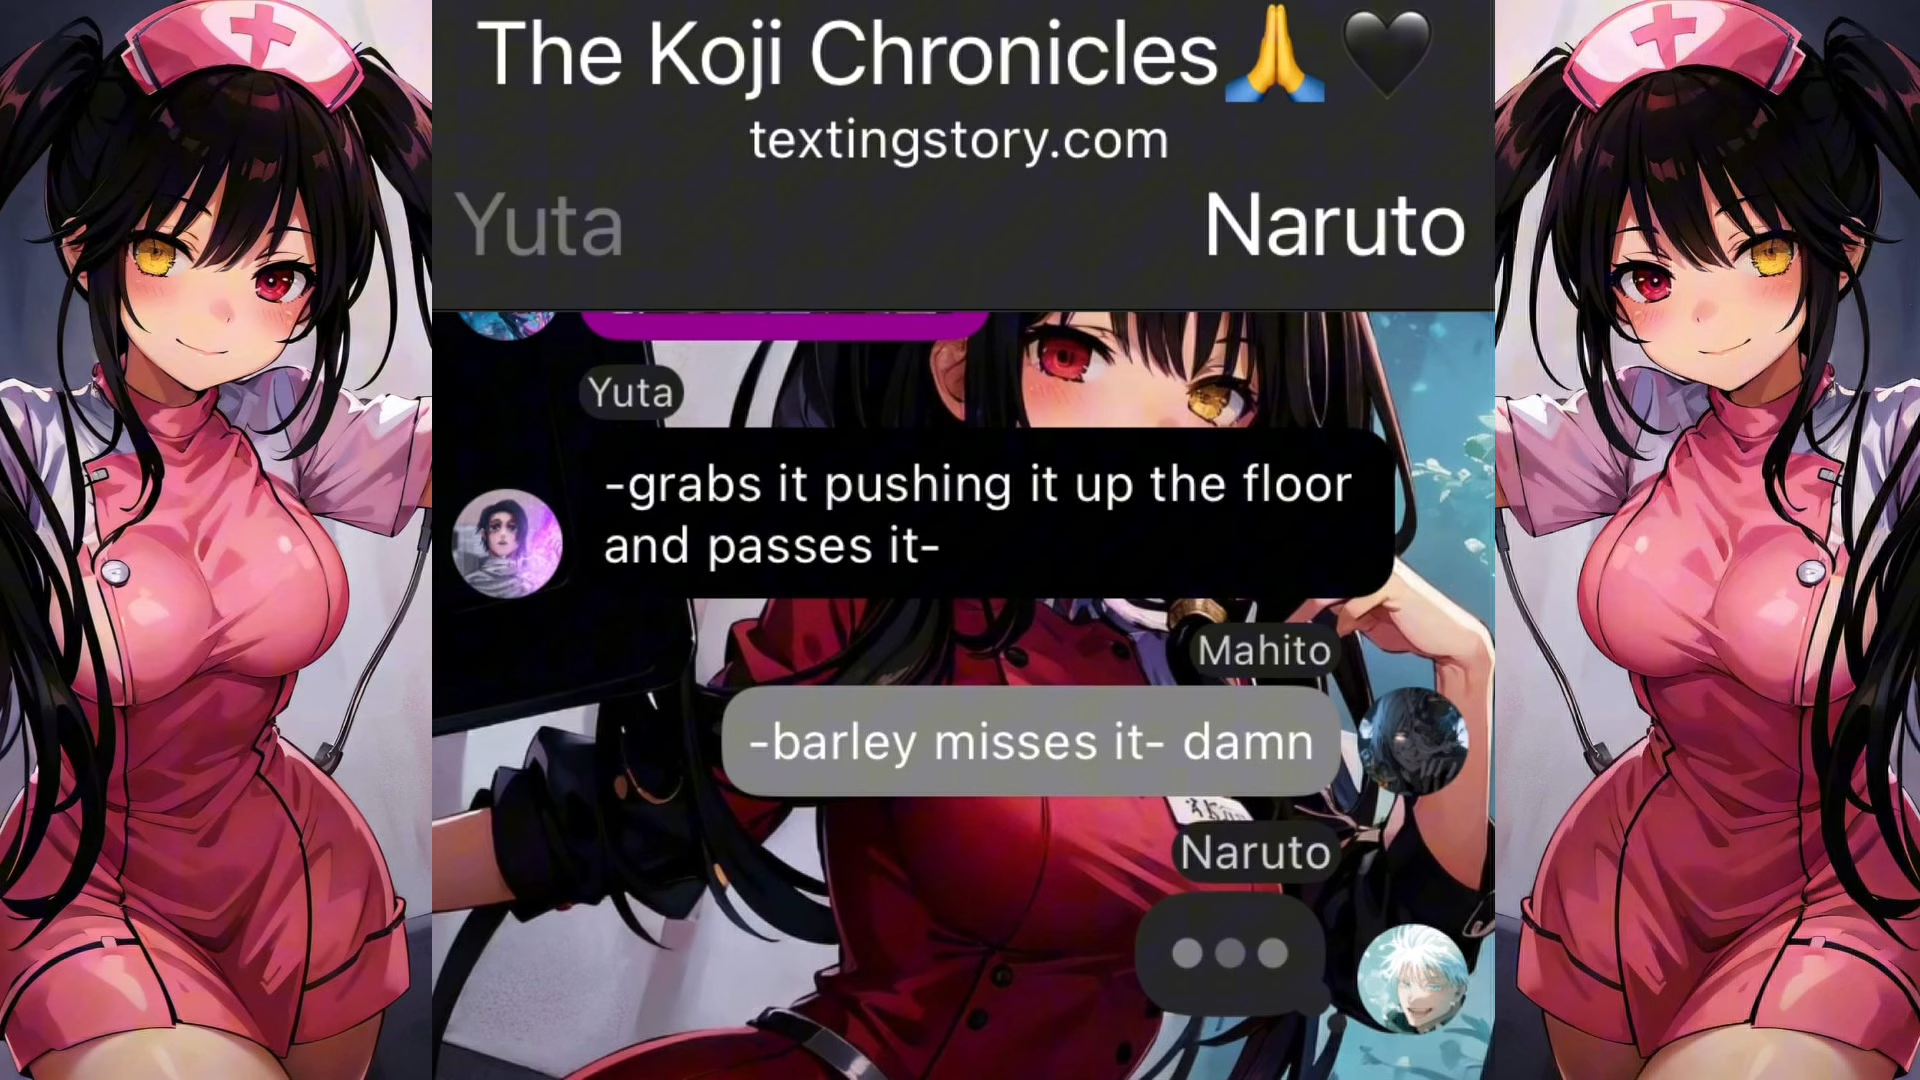 The Koji Chronicles🙏🖤
textingstory.com
Yuta
Naruto
Yuta
-grabs it pushing it up the floor
and passes it-
Mahito
-barley misses it- damn
Naruto